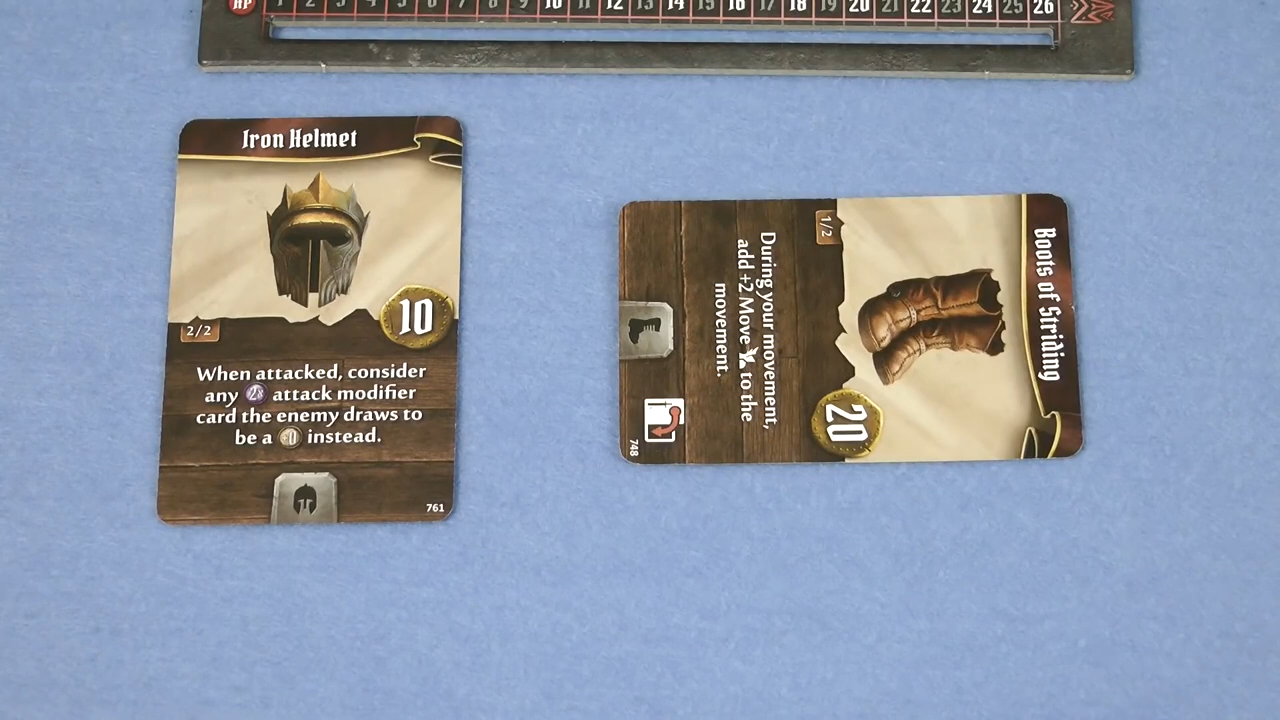 HP 1 2 3 4 5 6 7 8 9 10 11 12 13 14 15 16 17 18 19 20 21 22 23 24 25 26
Iron Helmet
10
2/2
When attacked, consider
any 2x attack modifier
card the enemy draws to
be a +0 instead.
761
Boots of Striding
20
1/2
During your movement,
add +2 Move to the
movement.
748